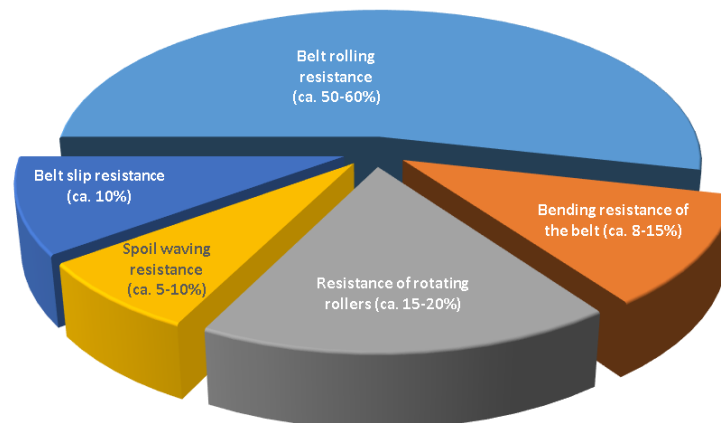 Belt rolling
resistance
(ca. 50-60%)
Belt slip resistance
(ca. 10%)
Bending resistance of
the belt (ca. 8-15%)
Spoil waving
resistance
(ca. 5-10%)
Resistance of rotating
rollers (ca. 15-20%)